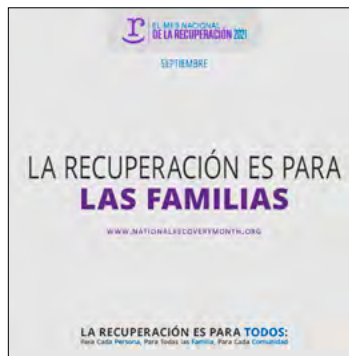 EL MES NACIONAL
DE LA RECUPERACIÓN 2021
SEPTIEMBRE
LA RECUPERACIÓN ES PARA
LAS FAMILIAS
WWW.NATIONALRECOVERYMONTH.ORG
LA RECUPERACIÓN ES PARA TODOS:
Para Cada Persona, Para Todas las Familia, Para Cada Comunidad